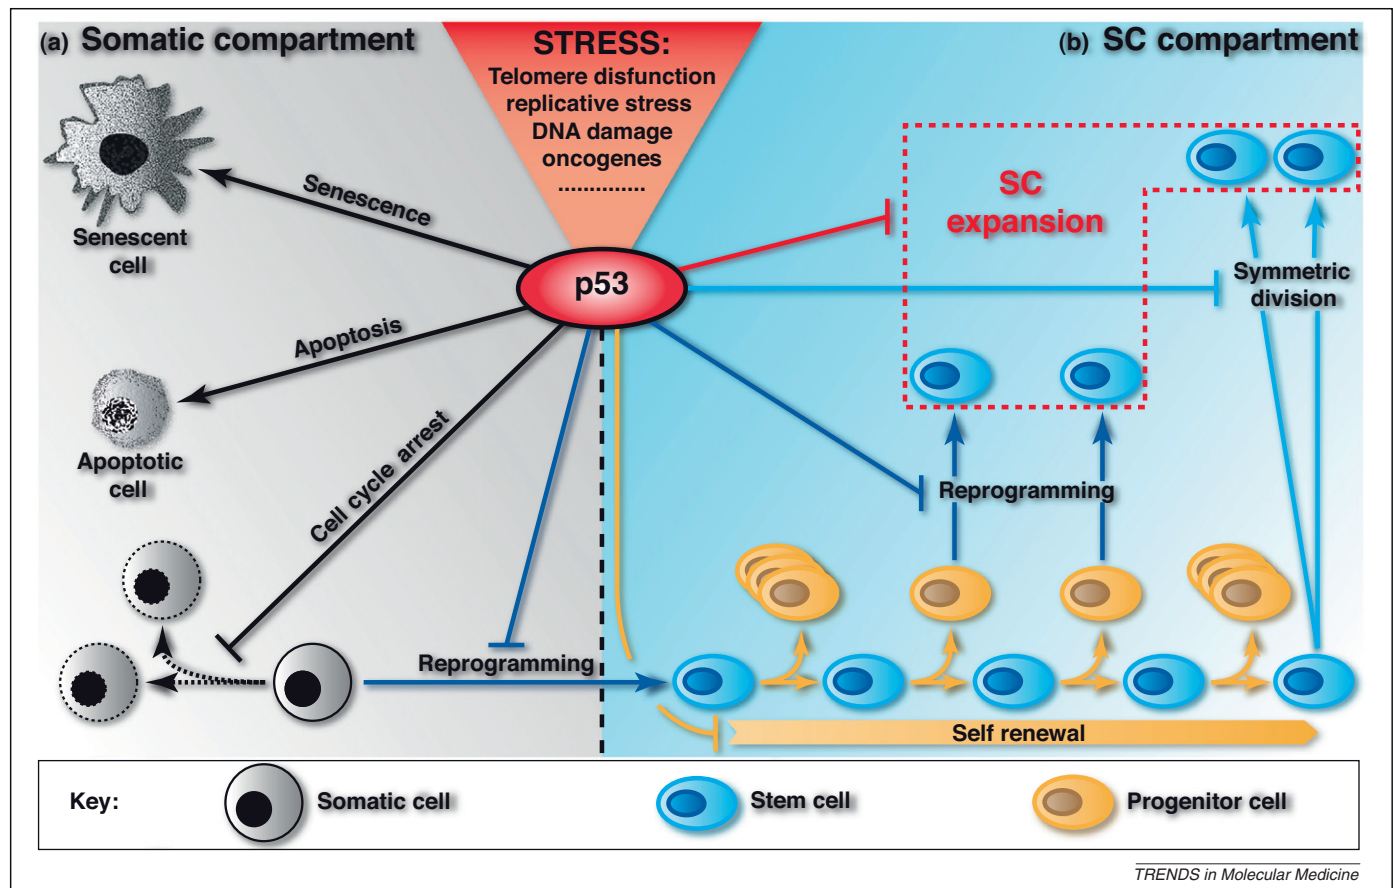 (a) Somatic compartment
STRESS:
Telomere disfunction
replicative stress
DNA damage
oncogenes
..............
(b) SC compartment
Senescence
Senescent
cell
p53
SC
expansion
Symmetric
division
Apoptosis
Apoptotic
cell
Cell cycle arrest
Reprogramming
Reprogramming
Self renewal
Key:
Somatic cell
Stem cell
Progenitor cell
TRENDS in Molecular Medicine